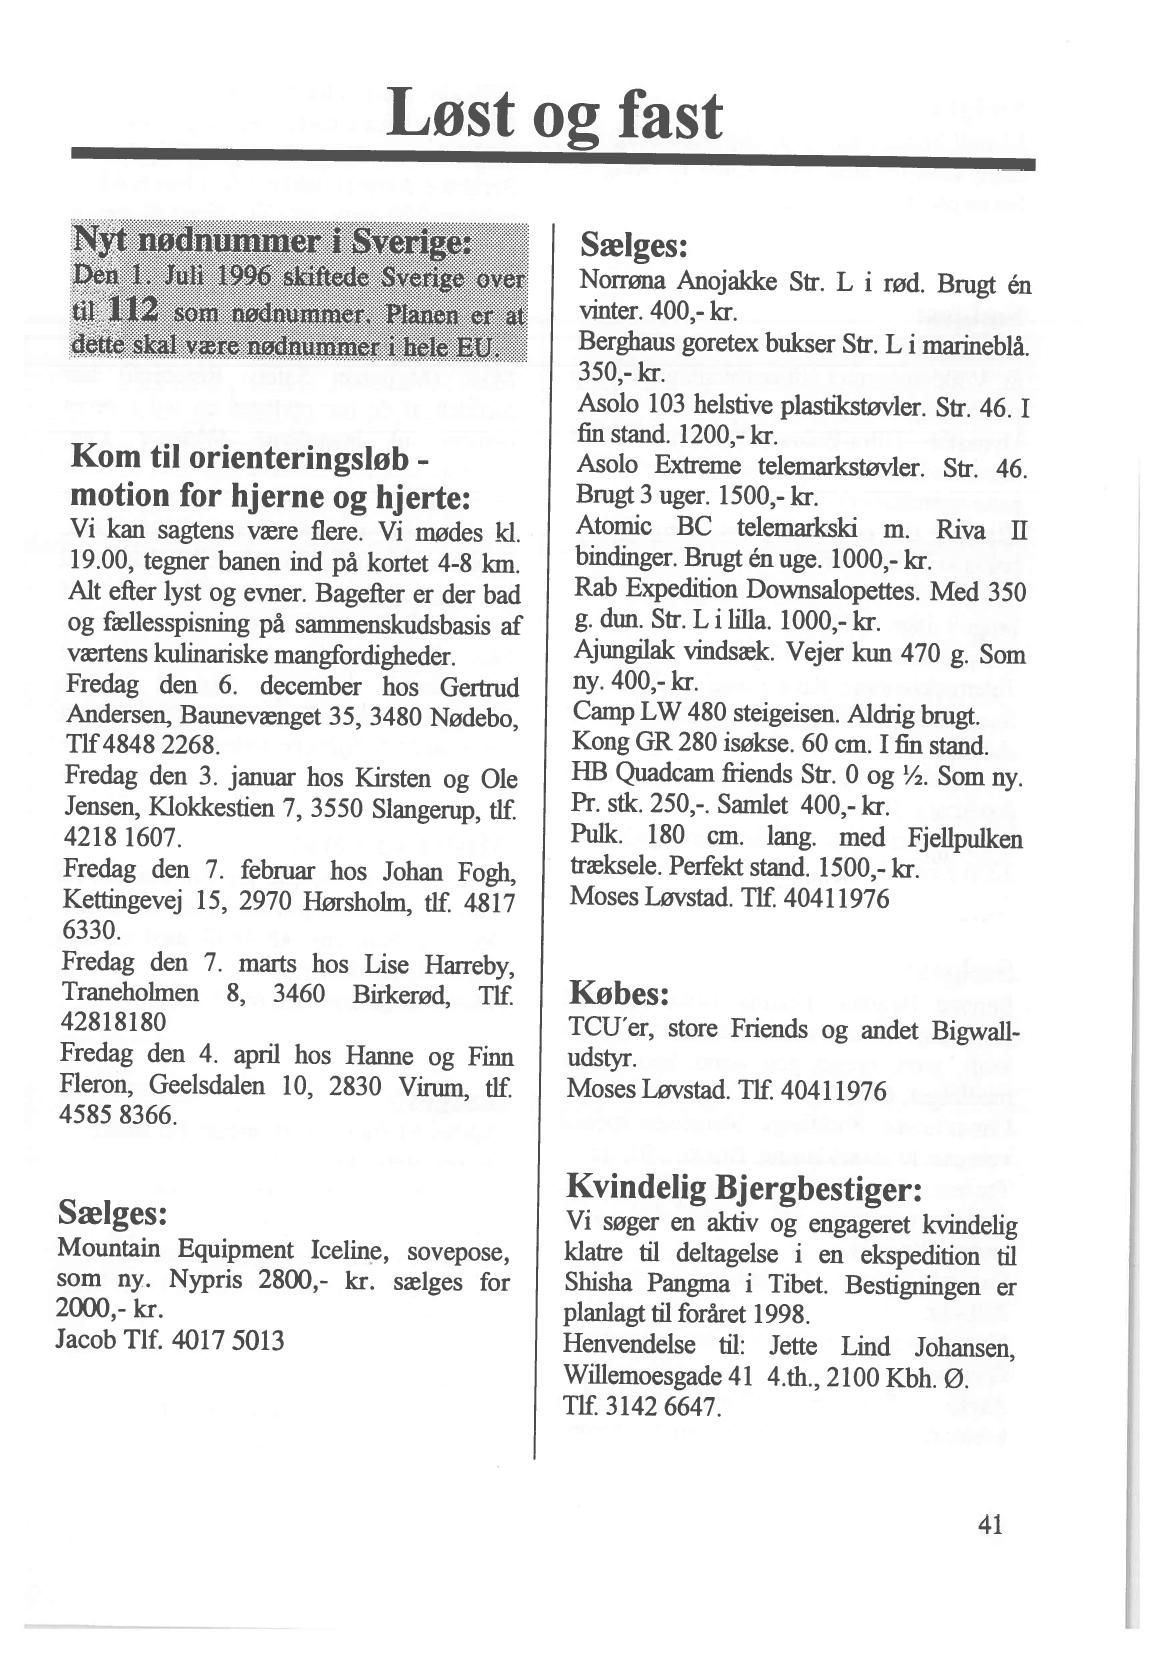 Løst og fast
Nyt nødnummer i Sverige:
Den 1. Juli 1996 skiftede Sverige over
til 112 som nødnummer. Planen er at
dette skal være nødnummer i hele EU.
Kom til orienteringsløb -
motion for hjerne og hjerte:
Vi kan sagtens være flere. Vi mødes kl.
19.00, tegner banen ind på kortet 4-8 km.
Alt efter lyst og evner. Bagefter er der bad
og fællesspisning på sammenskudsbasis af
værtens kulinariske mangfordigheder.
Fredag den 6. december hos Gertrud
Andersen, Baunevænget 35, 3480 Nødebo,
Tlf 4848 2268.
Fredag den 3. januar hos Kirsten og Ole
Jensen, Klokkestien 7, 3550 Slangerup, tlf.
4218 1607.
Fredag den 7. februar hos Johan Fogh,
Kettingevej 15, 2970 Hørsholm, tlf. 4817
6330.
Fredag den 7. marts hos Lise Harreby,
Traneholmen 8, 3460 Birkerød, Tlf.
42818180
Fredag den 4. april hos Hanne og Finn
Fleron, Geelsdalen 10, 2830 Virum, tlf.
4585 8366.
Sælges:
Mountain Equipment Iceline, sovepose,
som ny. Nypris 2800,- kr. sælges for
2000,- kr.
Jacob Tlf. 4017 5013
Sælges:
Norrøna Anojakke Str. L i rød. Brugt én
vinter. 400,- kr.
Berghaus goretex bukser Str. L i marineblå.
350,- kr.
Asolo 103 helstive plastikstøvler. Str. 46. I
fin stand. 1200,- kr.
Asolo Extreme telemarkstøvler. Str. 46.
Brugt 3 uger. 1500,- kr.
Atomic BC telemarkski m. Riva II
bindinger. Brugt én uge. 1000,- kr.
Rab Expedition Downsalopettes. Med 350
g. dun. Str. L i lilla. 1000,- kr.
Ajungilak vindsæk. Vejer kun 470 g. Som
ny. 400,- kr.
Camp LW 480 steigeisen. Aldrig brugt.
Kong GR 280 isøkse. 60 cm. I fin stand.
HB Quadcam friends Str. 0 og ½. Som ny.
Pr. stk. 250,-. Samlet 400,- kr.
Pulk. 180 cm. lang. med Fjellpulken
træksele. Perfekt stand. 1500,- kr.
Moses Løvstad. Tlf. 40411976
Købes:
TCU´er, store Friends og andet Bigwall-
udstyr.
Moses Løvstad. Tlf. 40411976
Kvindelig Bjergbestiger:
Vi søger en aktiv og engageret kvindelig
klatre til deltagelse i en ekspedition til
Shisha Pangma i Tibet. Bestigningen er
planlagt til foråret 1998.
Henvendelse til: Jette Lind Johansen,
Willemoesgade 41 4.th., 2100 Kbh. Ø.
Tlf. 3142 6647.
41